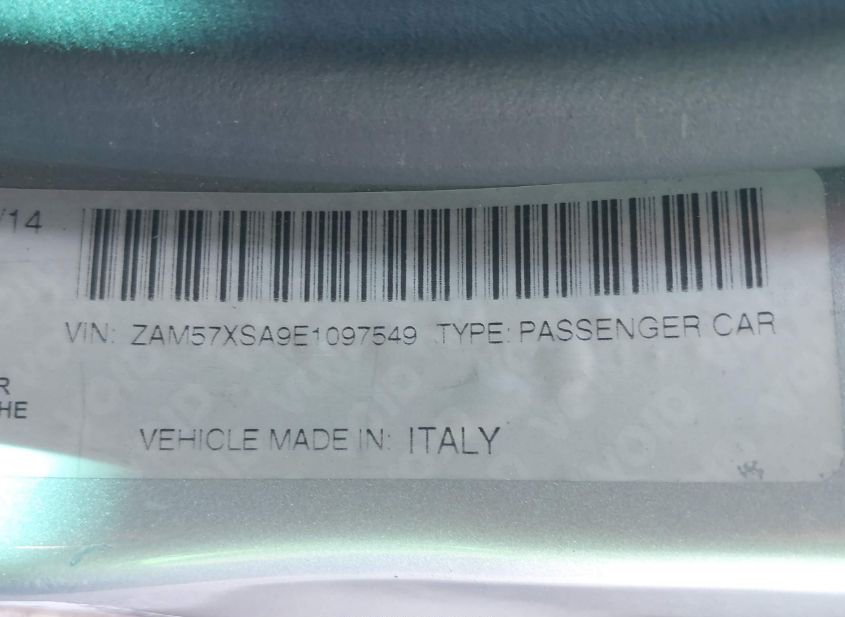 /14
VIN: ZAM57XSA9E1097549 TYPE: PASSENGER CAR
R
HE
VEHICLE MADE IN: ITALY